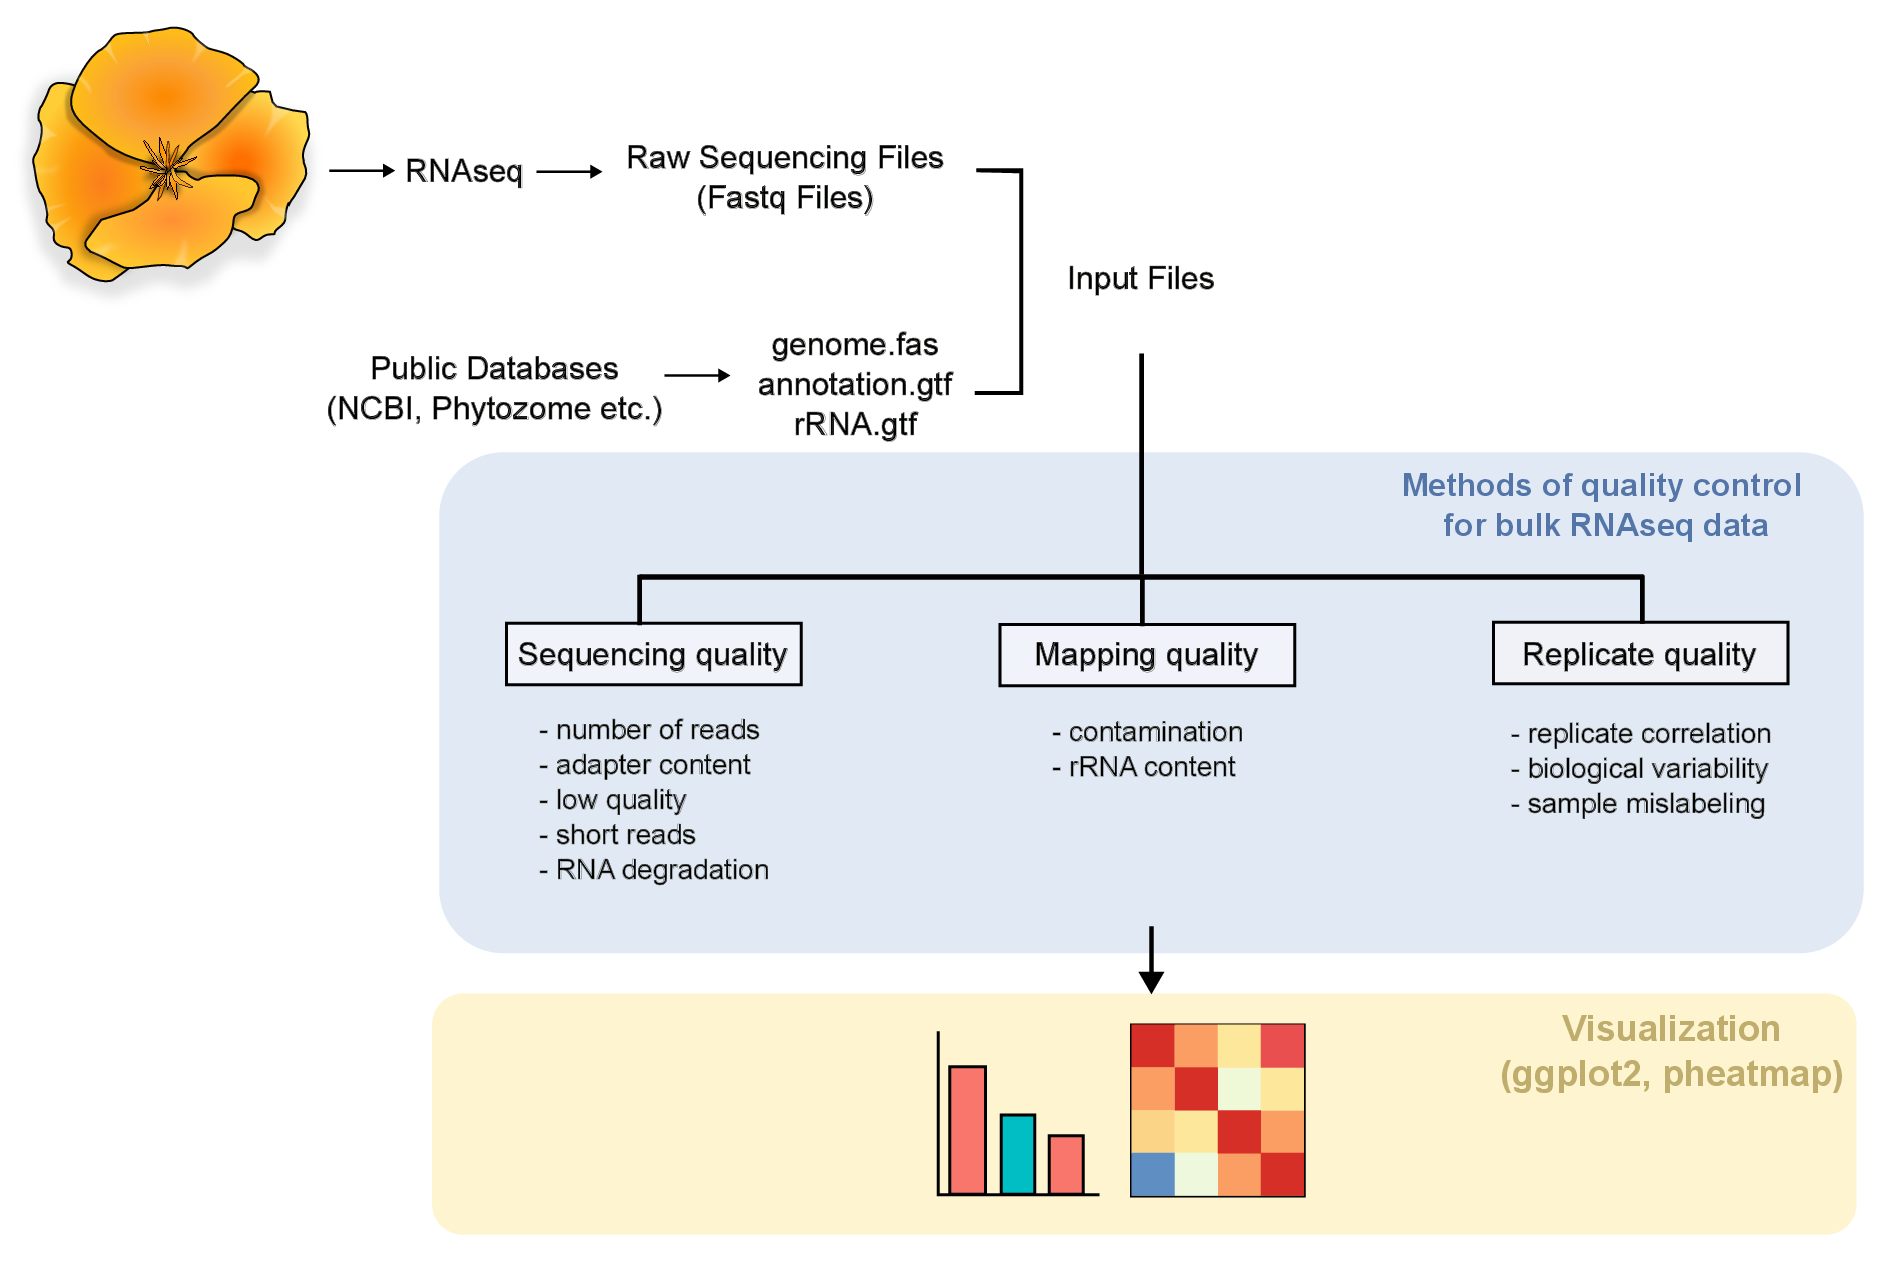 RNAseq
Raw Sequencing Files
(Fastq Files)
Input Files
Public Databases
(NCBI, Phytozome etc.)
genome.fas
annotation.gtf
rRNA.gtf
Methods of quality control
for bulk RNAseq data
Sequencing quality
- number of reads
- adapter content
- low quality
- short reads
- RNA degradation
Mapping quality
- contamination
- rRNA content
Replicate quality
- replicate correlation
- biological variability
- sample mislabeling
Visualization
(ggplot2, pheatmap)